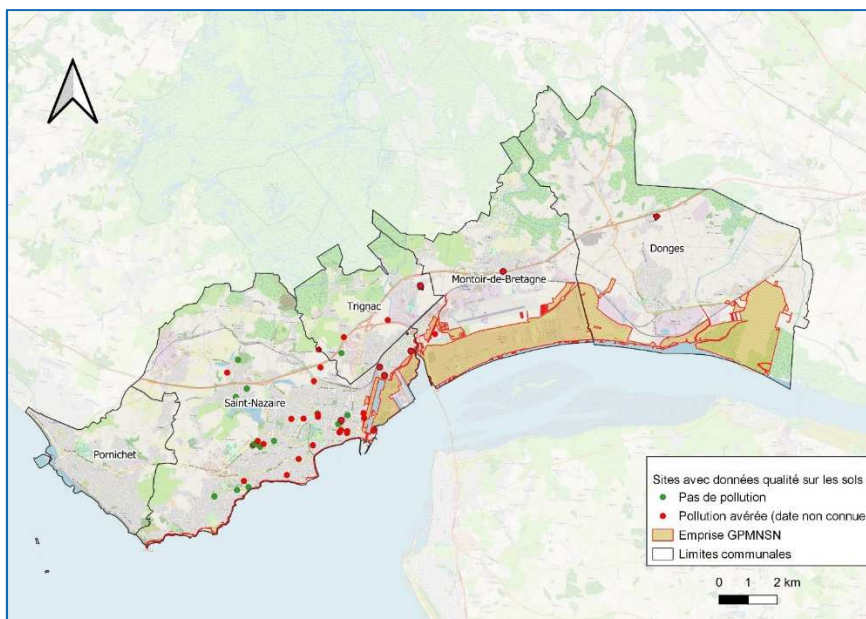 Donges
Montoir-de-Bretagne
Trignac
Saint-Nazaire
Pornichet
Sites avec données qualité sur les sols
Pas de pollution
Pollution avérée (date non connue
Emprise GPMNSN
Limites communales
0 1 2 km